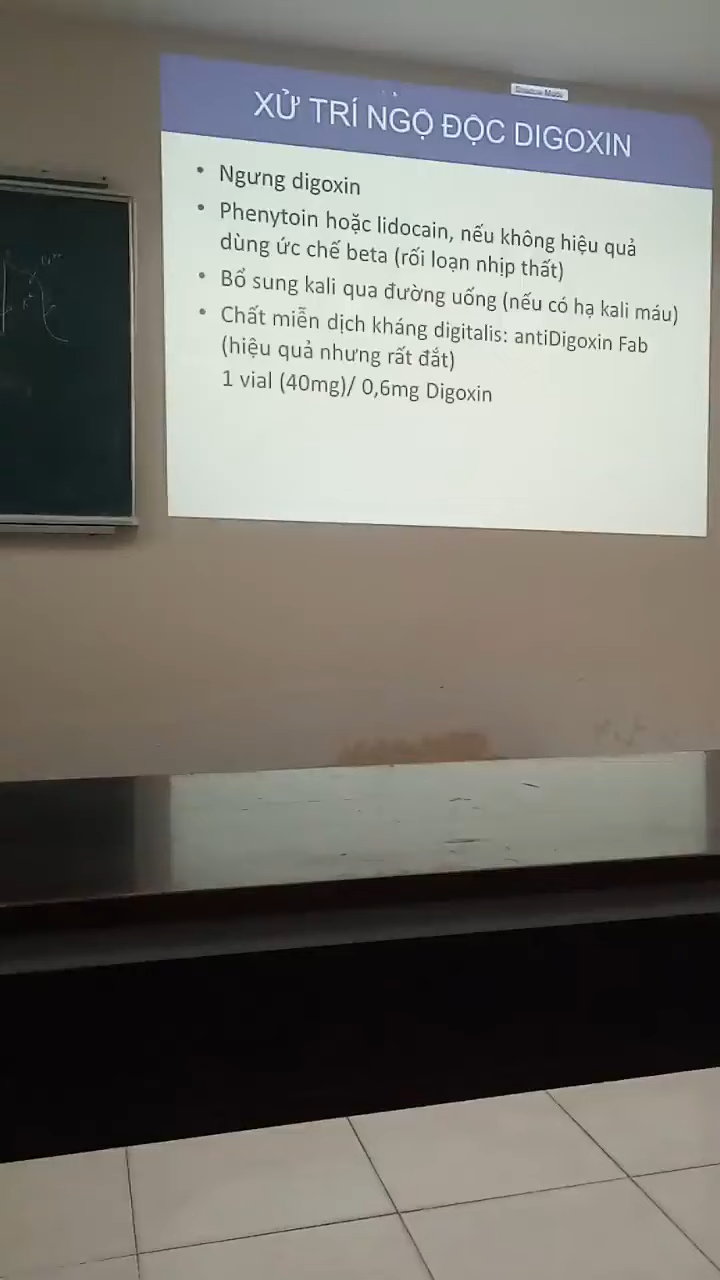 XỬ TRÍ NGỘ ĐỘC DIGOXIN
• Ngưng digoxin
• Phenytoin hoặc lidocain, nếu không hiệu quả
dùng ức chế beta (rối loạn nhịp thất)
• Bổ sung kali qua đường uống (nếu có hạ kali máu)
• Chất miễn dịch kháng digitalis: antiDigoxin Fab
(hiệu quả nhưng rất đắt)
1 vial (40mg)/ 0,6mg Digoxin